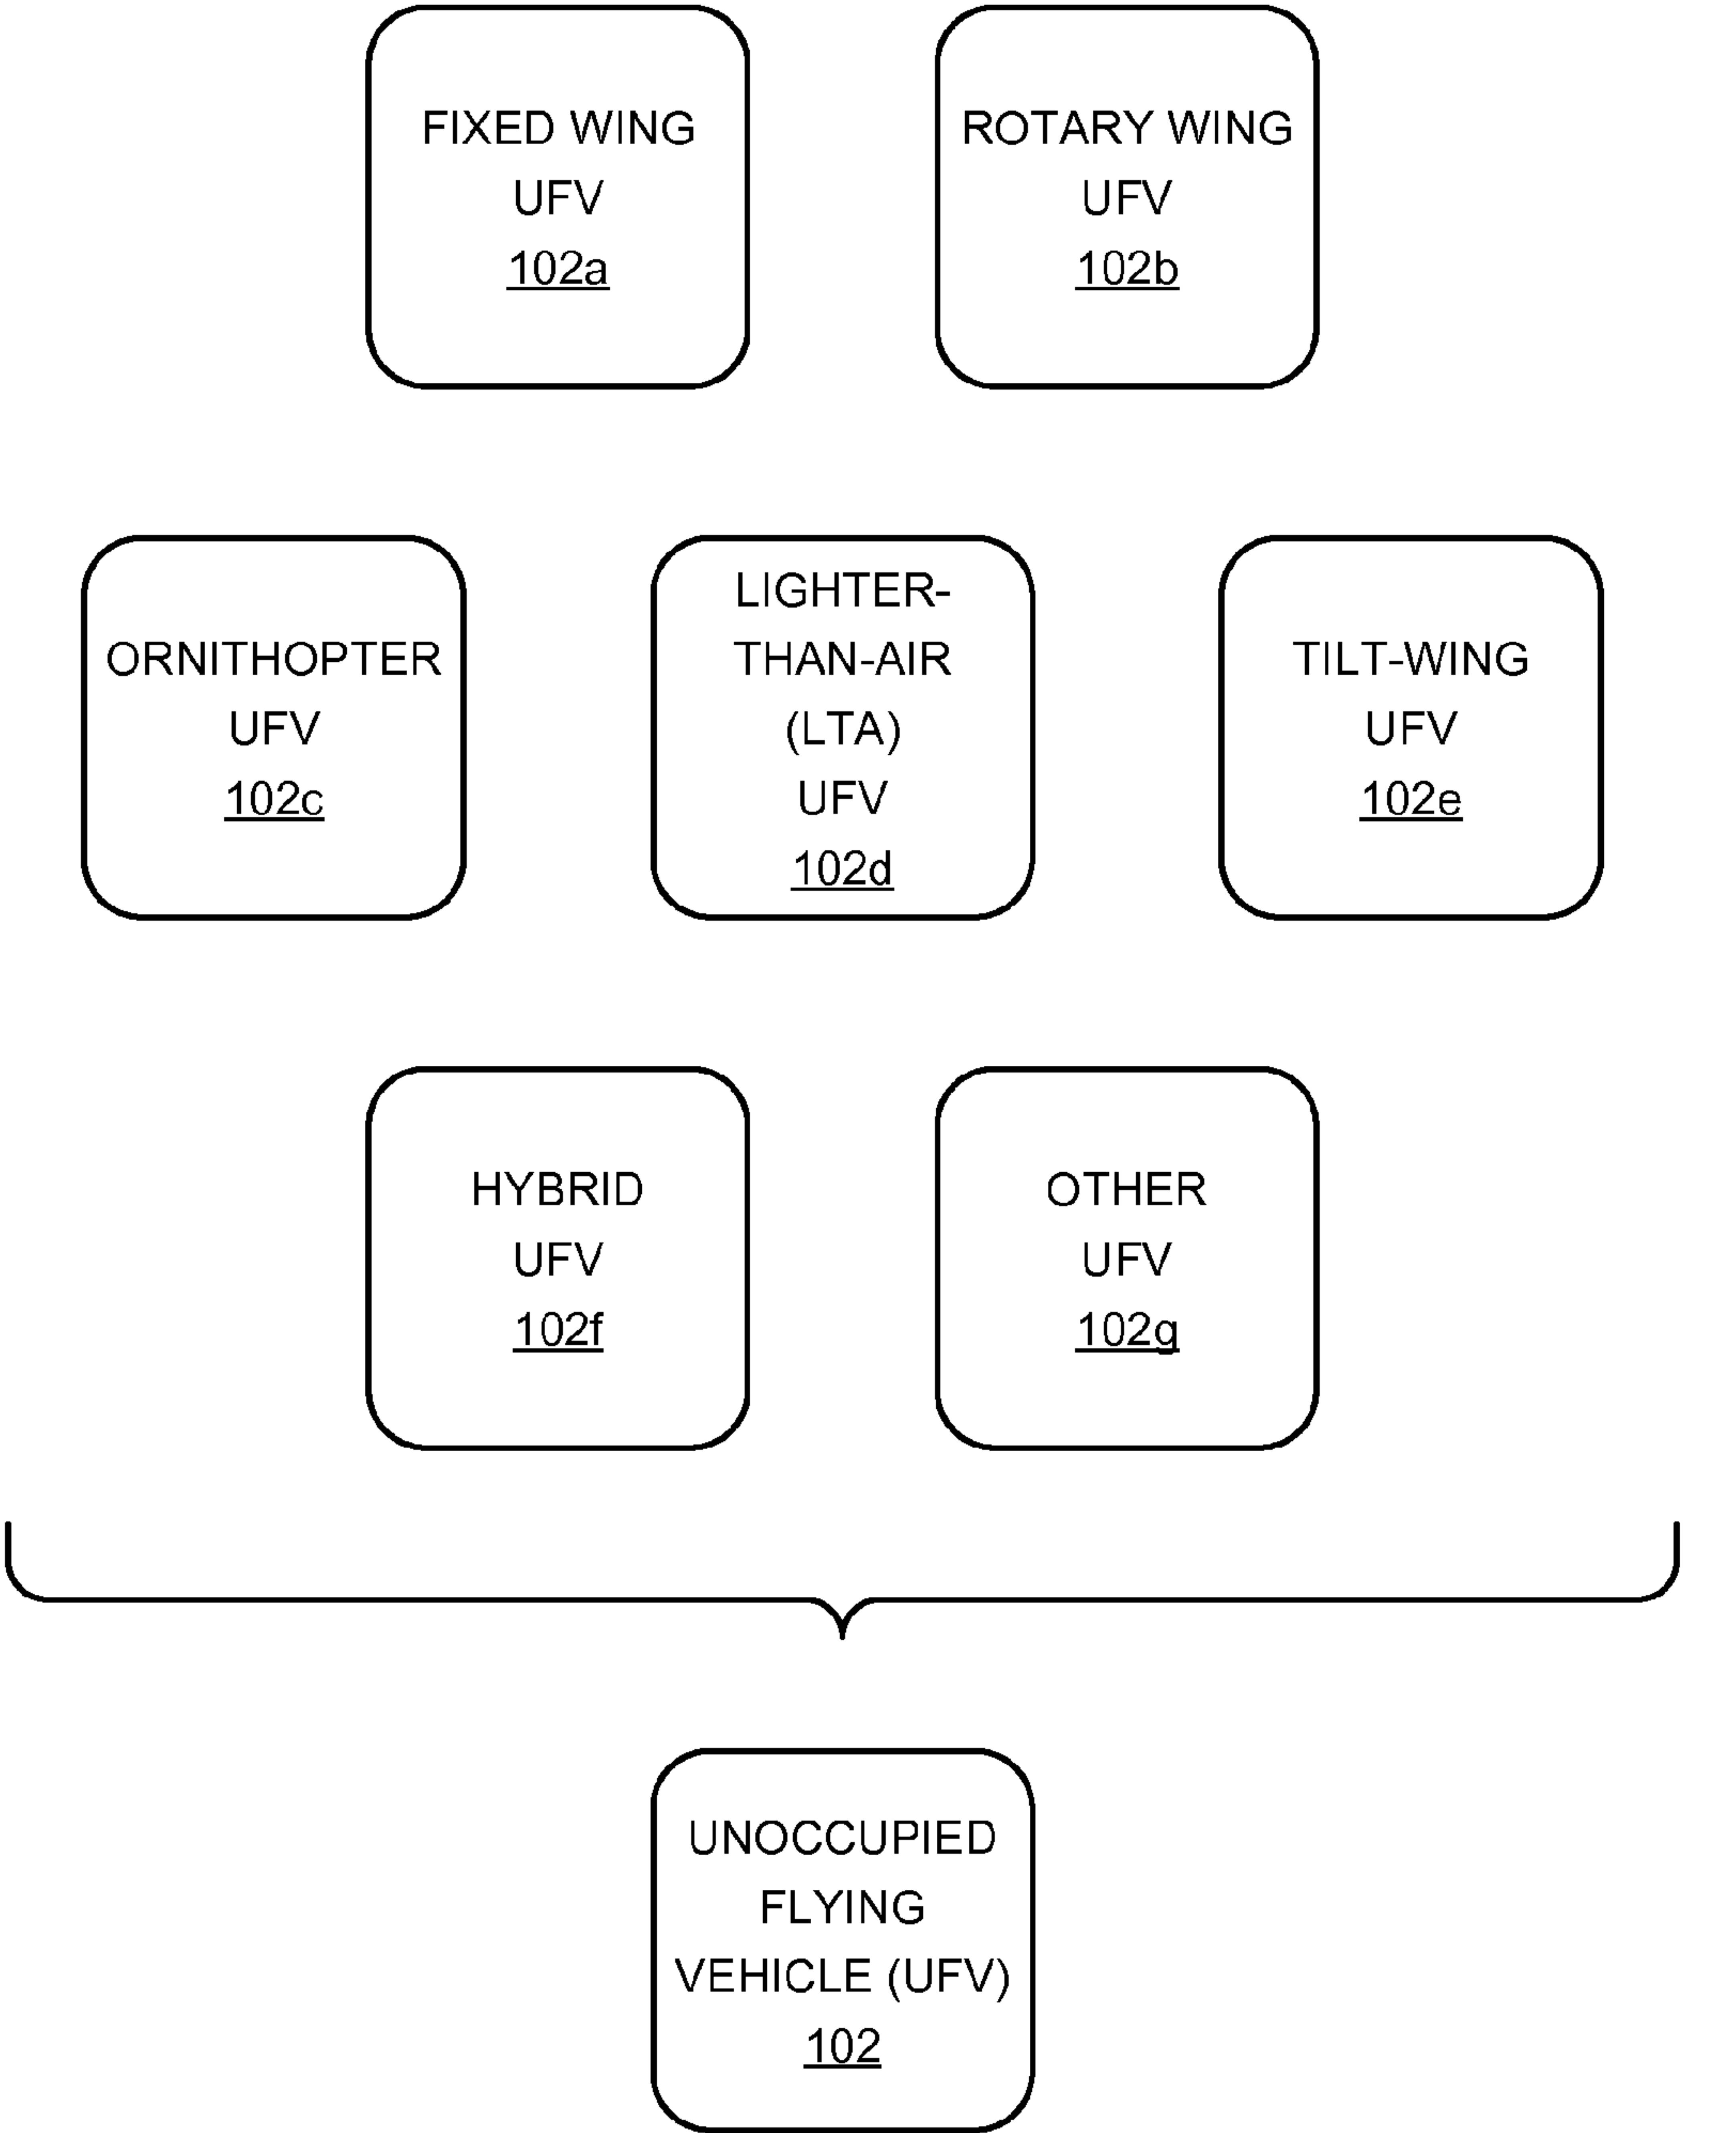 FIXED WING
UFV
102a
ROTARY WING
UFV
102b
ORNITHOPTER
UFV
102c
LIGHTER-
THAN-AIR
(LTA)
UFV
102d
TILT-WING
UFV
102e
HYBRID
UFV
102f
OTHER
UFV
102g
UNOCCUPIED
FLYING
VEHICLE (UFV)
102